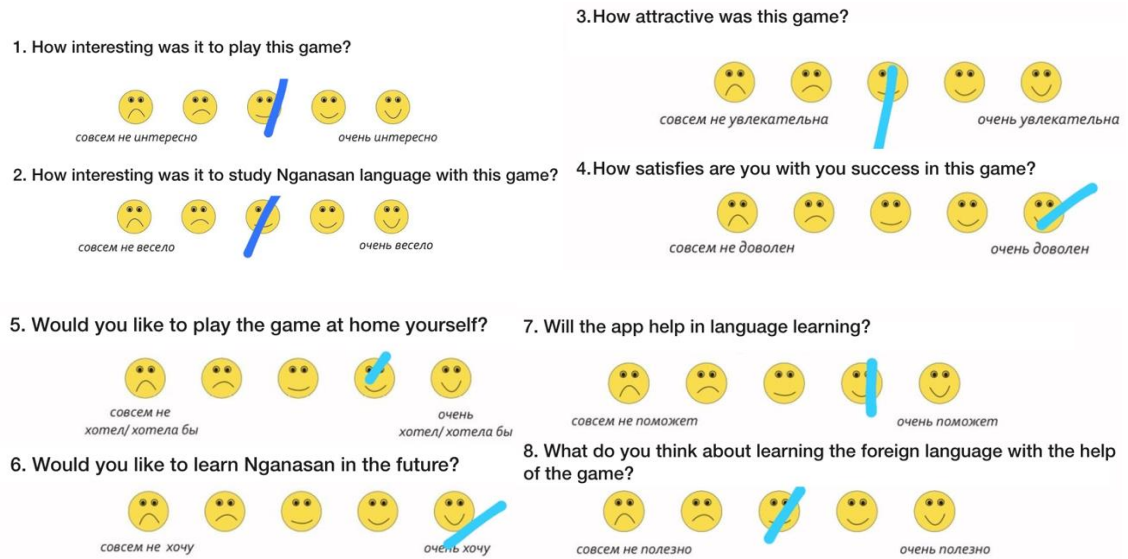 1. How interesting was it to play this game?
совсем не интересно очень интересно
2. How interesting was it to study Nganasan language with this game?
совсем не весело очень весело
3.How attractive was this game?
совсем не увлекательна очень увлекательна
4.How satisfies are you with you success in this game?
совсем не доволен очень доволен
5. Would you like to play the game at home yourself?
совсем не
хотел/хотела бы
очень
хотел/хотела бы
6. Would you like to learn Nganasan in the future?
совсем не хочу очень хочу
7. Will the app help in language learning?
совсем не поможет очень поможет
8. What do you think about learning the foreign language with the help
of the game?
совсем не полезно очень полезно